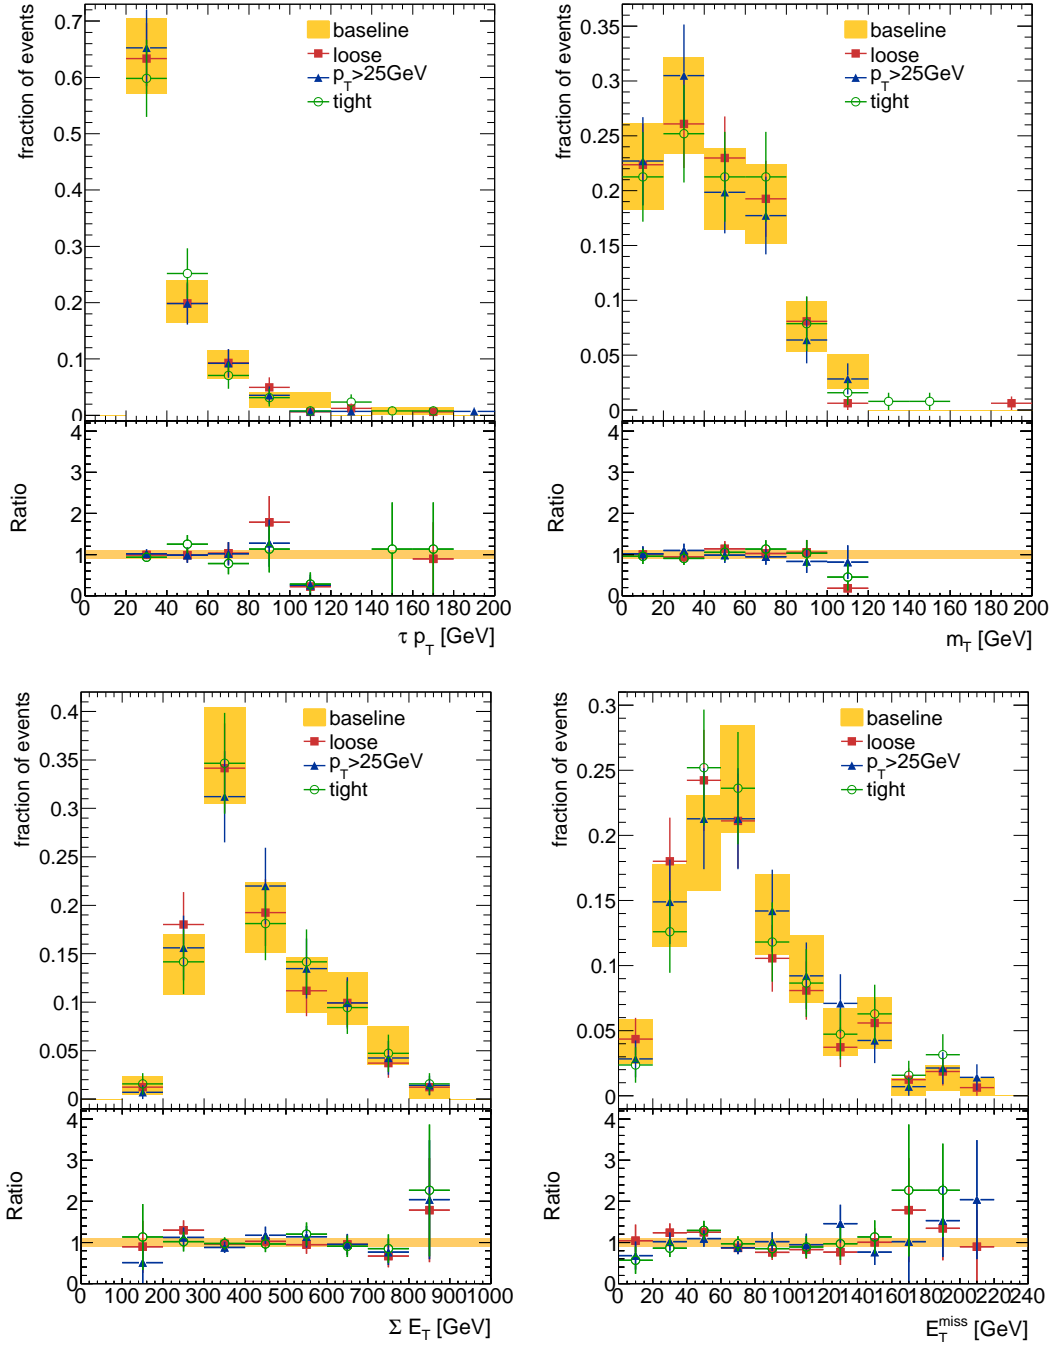 fraction of events
0.7
0.6
0.5
0.4
0.3
0.2
0.1
0
baseline
loose
p_T>25GeV
tight
Ratio
4
3
2
1
0
0 20 40 60 80 100 120 140 160 180 200
τ p_T [GeV]
fraction of events
0.35
0.3
0.25
0.2
0.15
0.1
0.05
0
baseline
loose
p_T>25GeV
tight
Ratio
4
3
2
1
0
0 20 40 60 80 100 120 140 160 180 200
m_T [GeV]
fraction of events
0.4
0.35
0.3
0.25
0.2
0.15
0.1
0.05
0
baseline
loose
p_T>25GeV
tight
Ratio
4
3
2
1
0
0 100 200 300 400 500 600 700 800 900 1000
Σ E_T [GeV]
fraction of events
0.3
0.25
0.2
0.15
0.1
0.05
0
baseline
loose
p_T>25GeV
tight
Ratio
4
3
2
1
0
0 20 40 60 80 100 120 140 160 180 200 220 240
E_T^miss [GeV]